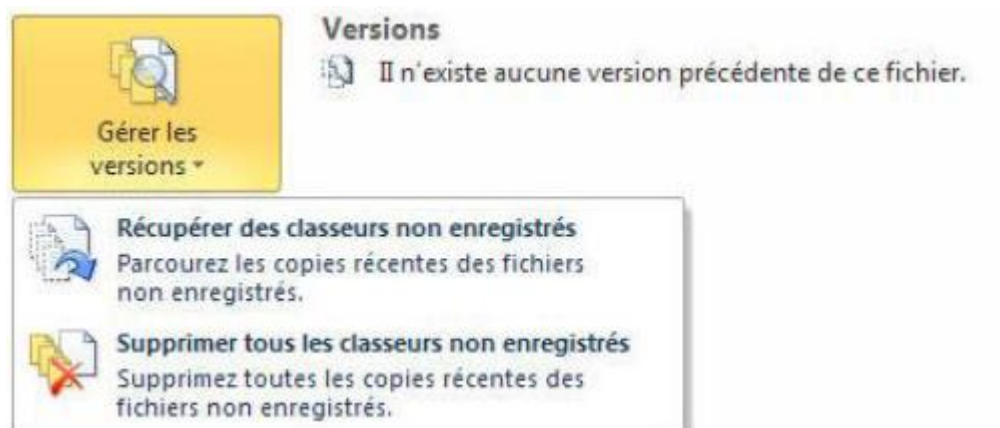 Versions
Il n'existe aucune version précédente de ce fichier.
Gérer les
versions
Récupérer des classeurs non enregistrés
Parcourez les copies récentes des fichiers
non enregistrés.
Supprimer tous les classeurs non enregistrés
Supprimez toutes les copies récentes des
fichiers non enregistrés.